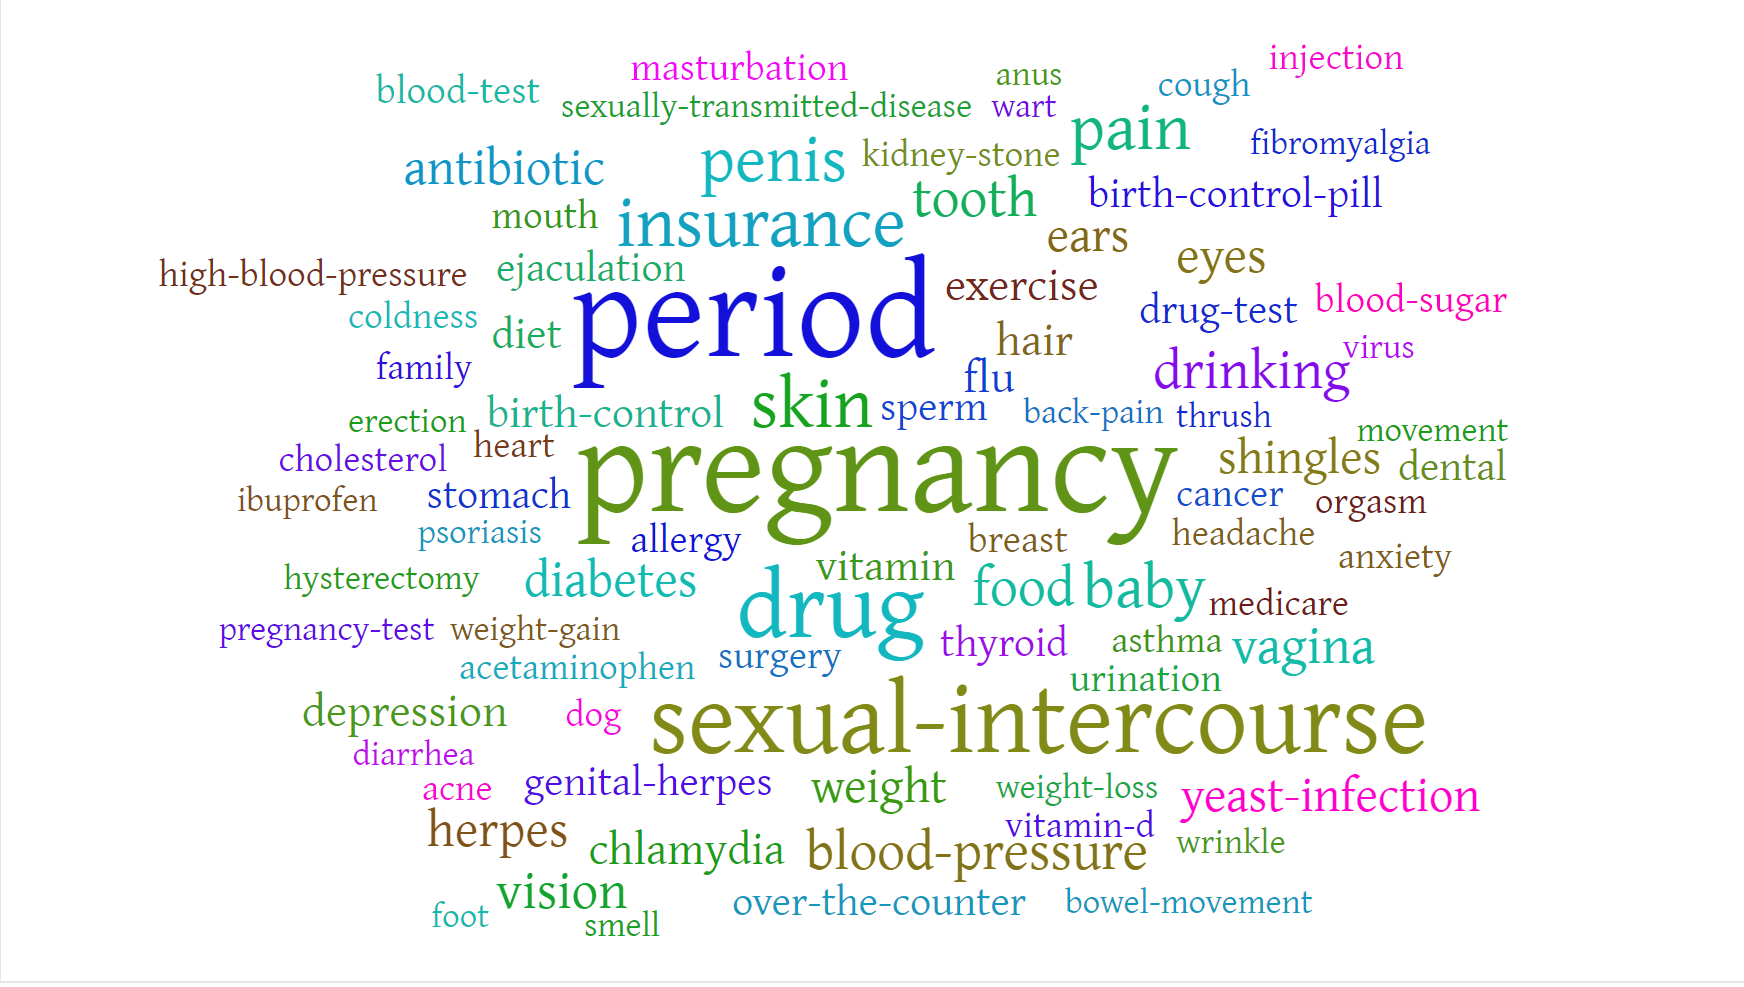 injection
masturbation
anus
cough
blood-test
sexually-transmitted-disease
wart
pain
fibromyalgia
antibiotic
penis
kidney-stone
tooth
birth-control-pill
mouth
insurance
ears
eyes
high-blood-pressure
ejaculation
exercise
blood-sugar
coldness
period
drug-test
diet
hair
virus
family
flu
drinking
erection
birth-control
skin
sperm
back-pain
thrush
movement
cholesterol
heart
shingles
dental
ibuprofen
stomach
pregnancy
cancer
orgasm
psoriasis
allergy
breast
headache
anxiety
hysterectomy
diabetes
vitamin
food
baby
medicare
drug
pregnancy-test
weight-gain
thyroid
asthma
vagina
acetaminophen
surgery
urination
depression
dog
sexual-intercourse
diarrhea
acne
genital-herpes
weight
weight-loss
yeast-infection
herpes
vitamin-d
wrinkle
chlamydia
blood-pressure
vision
foot
smell
over-the-counter
bowel-movement